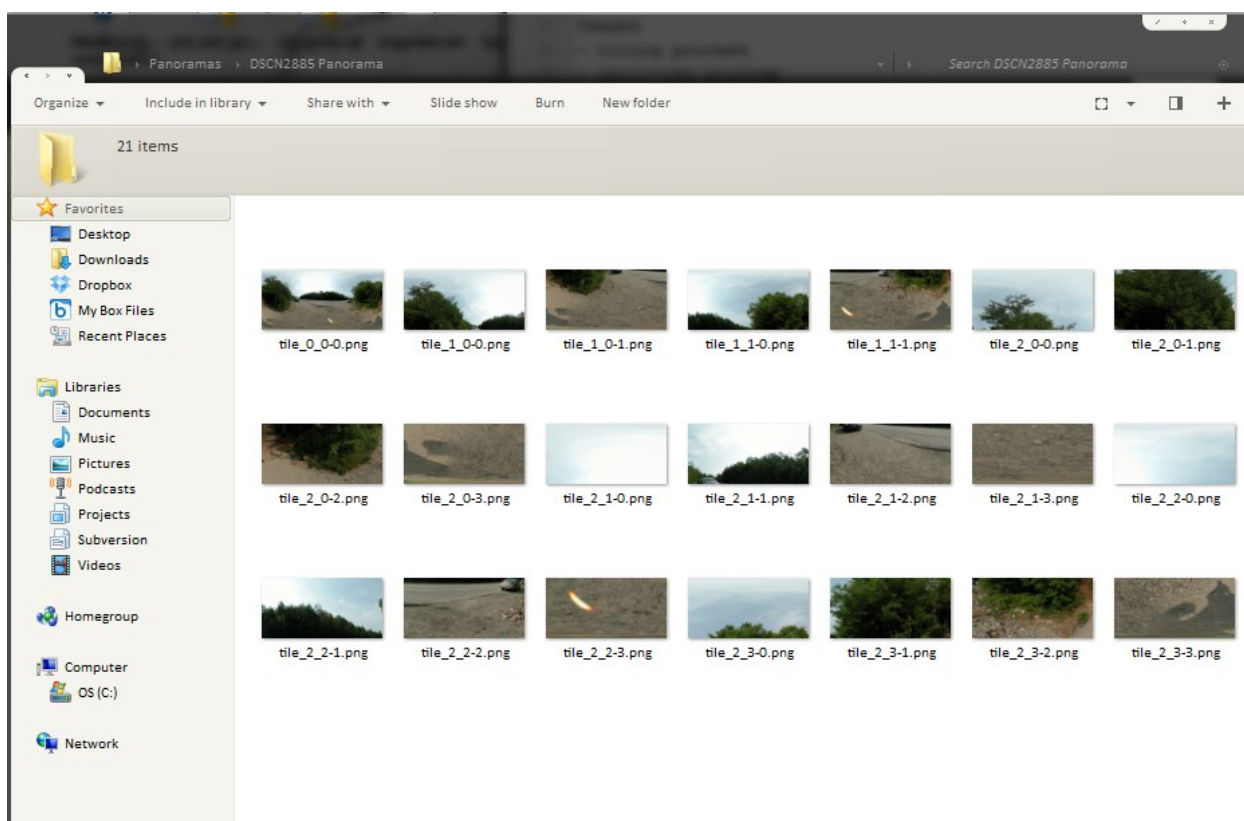 Images
Panoramas DSCN2885 Panorama Search DSCN2885 Panorama
Organize Include in library Share with Slide show Burn New folder
21 items
Favorites
Desktop
Downloads
Dropbox
My Box Files
Recent Places
Libraries
Documents
Music
Pictures
Podcasts
Projects
Subversion
Videos
Homegroup
Computer
OS (C:)
Network
tile_0_0-0.png tile_1_0-0.png tile_1_0-1.png tile_1_1-0.png tile_1_1-1.png tile_2_0-0.png tile_2_0-1.png
tile_2_0-2.png tile_2_0-3.png tile_2_1-0.png tile_2_1-1.png tile_2_1-2.png tile_2_1-3.png tile_2_2-0.png
tile_2_2-1.png tile_2_2-2.png tile_2_2-3.png tile_2_3-0.png tile_2_3-1.png tile_2_3-2.png tile_2_3-3.png